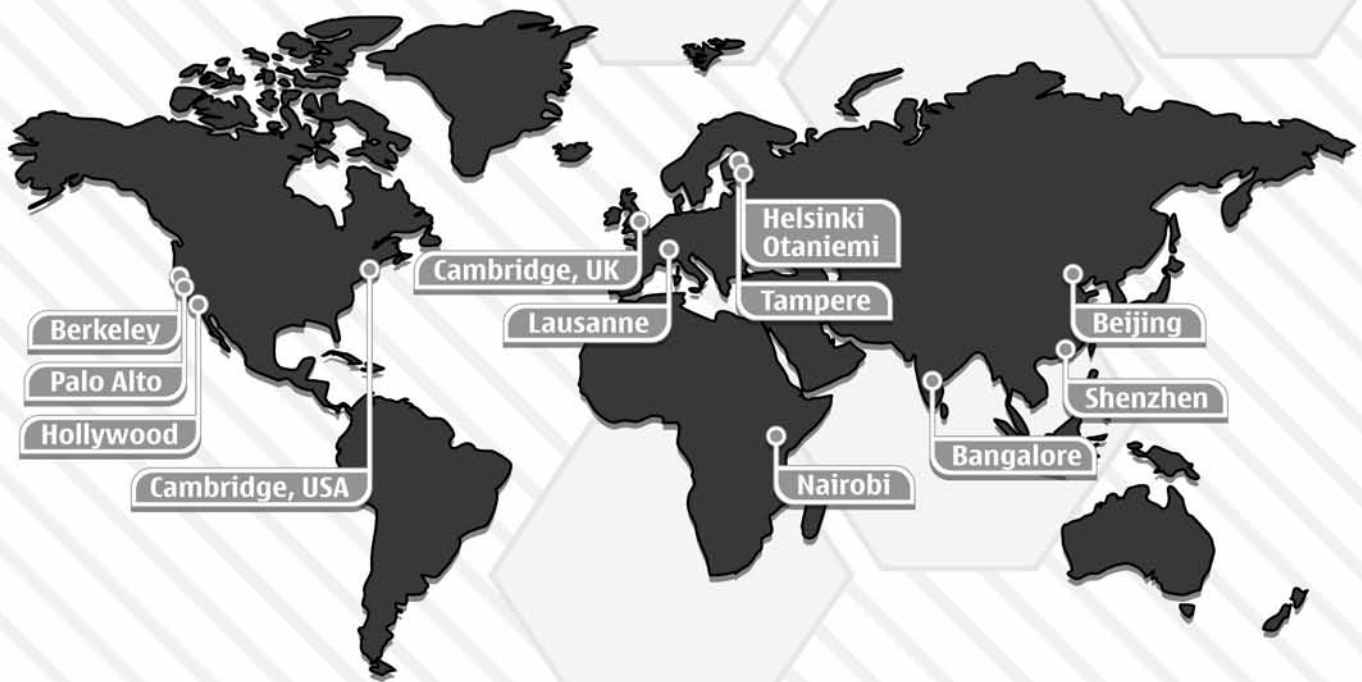 Helsinki
Otaniemi
Cambridge, UK
Tampere
Lausanne
Berkeley
Beijing
Palo Alto
Shenzhen
Hollywood
Bangalore
Cambridge, USA
Nairobi